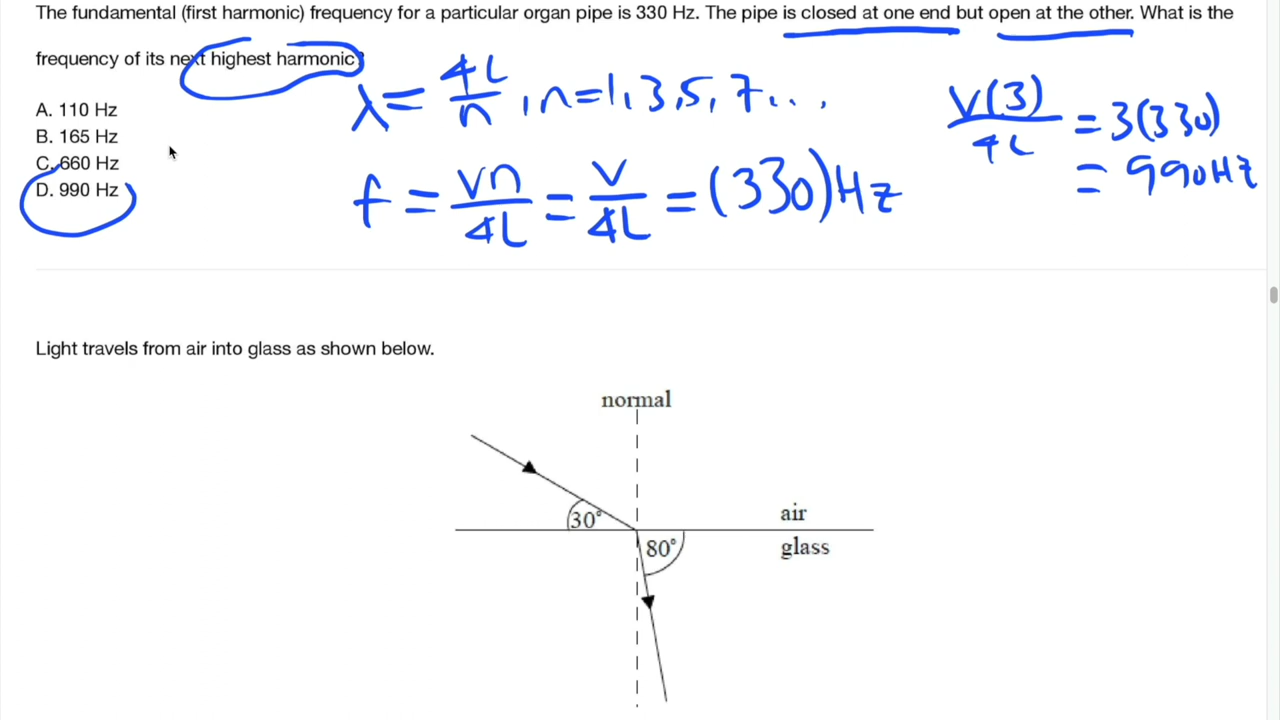 The fundamental (first harmonic) frequency for a particular organ pipe is 330 Hz. The pipe is closed at one end but open at the other. What is the
frequency of its next highest harmonic?
λ = 4L/n , n=1,3,5,7...
V(3)/4L = 3(330)
= 990Hz
A. 110 Hz
B. 165 Hz
C. 660 Hz
D. 990 Hz
f = Vn/4L = V/4L = (330)Hz
Light travels from air into glass as shown below.
normal
30°
air
80°
glass